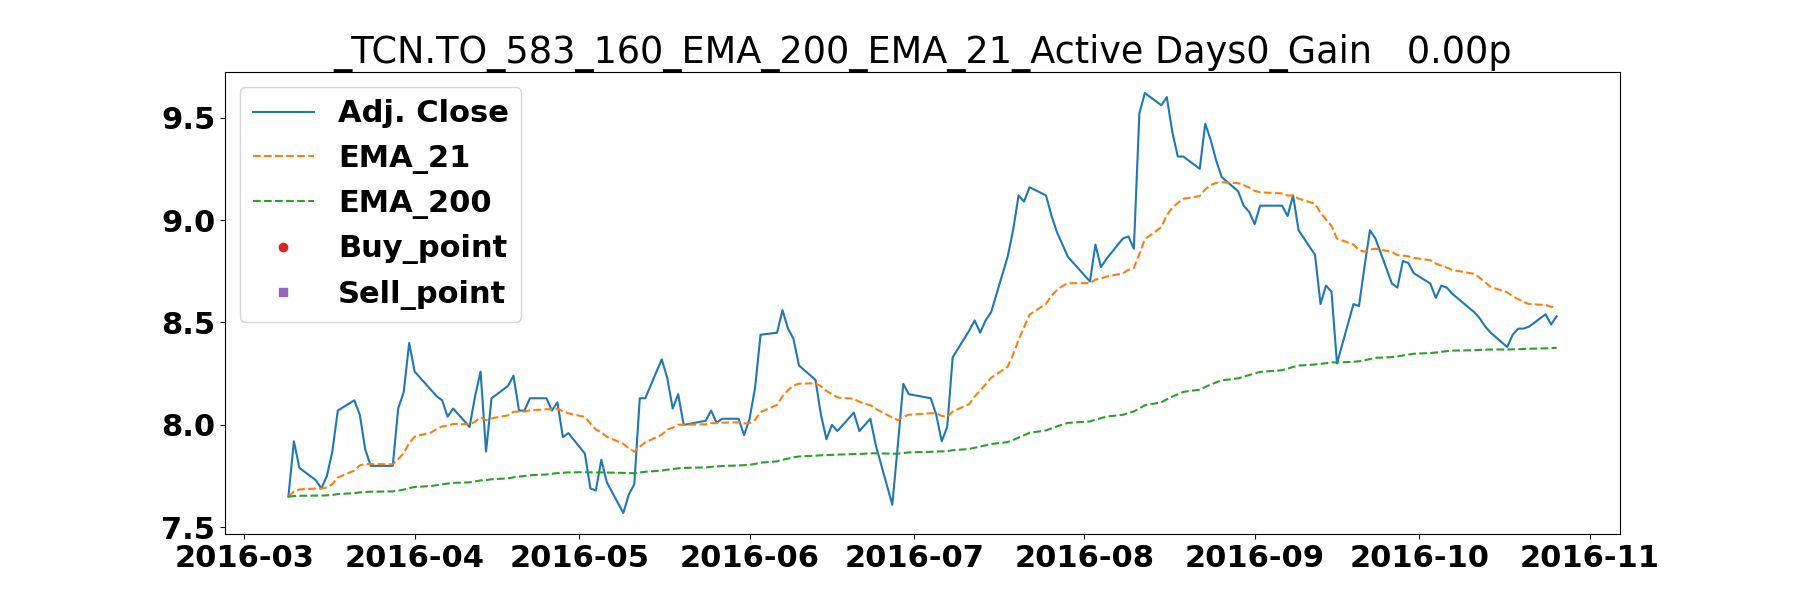 _TCN.TO_583_160_EMA_200_EMA_21_Active Days0_Gain   0.00p
Adj. Close
EMA_21
EMA_200
Buy_point
Sell_point
9.5
9.0
8.5
8.0
7.5
2016-03 2016-04 2016-05 2016-06 2016-07 2016-08 2016-09 2016-10 2016-11